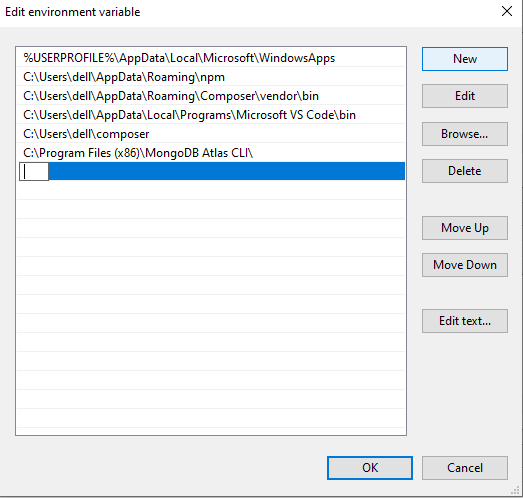 Edit environment variable
%USERPROFILE%\AppData\Local\Microsoft\WindowsApps
C:\Users\dell\AppData\Roaming\npm
C:\Users\dell\AppData\Roaming\Composer\vendor\bin
C:\Users\dell\AppData\Local\Programs\Microsoft VS Code\bin
C:\Users\dell\composer
C:\Program Files (x86)\MongoDB Atlas CLI\
New
Edit
Browse...
Delete
Move Up
Move Down
Edit text...
OK
Cancel